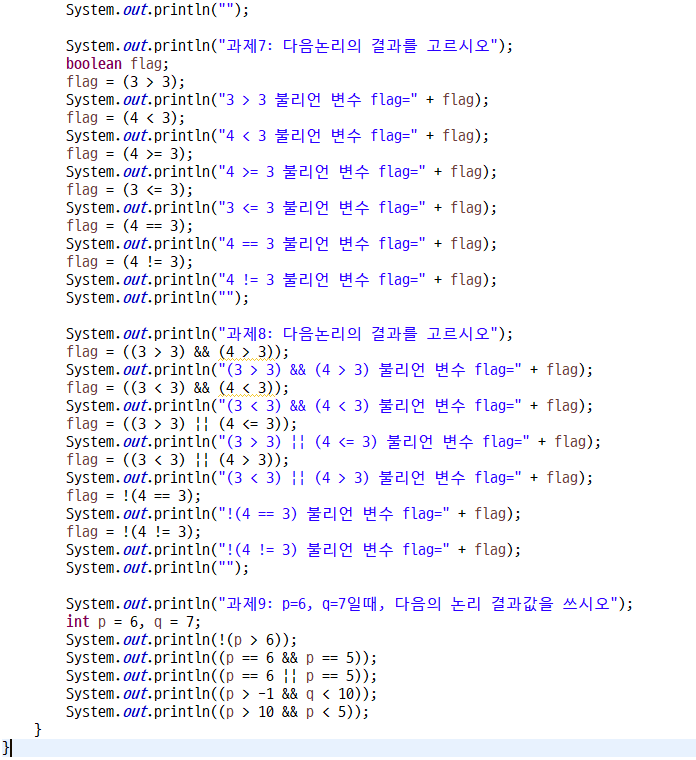 System.out.println("");
System.out.println("과제7: 다음논리의 결과를 고르시오");
boolean flag;
flag = (3 > 3);
System.out.println("3 > 3 불리언 변수 flag=" + flag);
flag = (4 < 3);
System.out.println("4 < 3 불리언 변수 flag=" + flag);
flag = (4 >= 3);
System.out.println("4 >= 3 불리언 변수 flag=" + flag);
flag = (3 <= 3);
System.out.println("3 <= 3 불리언 변수 flag=" + flag);
flag = (4 == 3);
System.out.println("4 == 3 불리언 변수 flag=" + flag);
flag = (4 != 3);
System.out.println("4 != 3 불리언 변수 flag=" + flag);
System.out.println("");
System.out.println("과제8: 다음논리의 결과를 고르시오");
flag = ((3 > 3) && (4 > 3));
System.out.println("(3 > 3) && (4 > 3) 불리언 변수 flag=" + flag);
flag = ((3 < 3) && (4 < 3));
System.out.println("(3 < 3) && (4 < 3) 불리언 변수 flag=" + flag);
flag = ((3 > 3) || (4 <= 3));
System.out.println("(3 > 3) || (4 <= 3) 불리언 변수 flag=" + flag);
flag = ((3 < 3) || (4 > 3));
System.out.println("(3 < 3) || (4 > 3) 불리언 변수 flag=" + flag);
flag = !(4 == 3);
System.out.println("!(4 == 3) 불리언 변수 flag=" + flag);
flag = !(4 != 3);
System.out.println("!(4 != 3) 불리언 변수 flag=" + flag);
System.out.println("");
System.out.println("과제9: p=6, q=7일때, 다음의 논리 결과값을 쓰시오");
int p = 6, q = 7;
System.out.println(!(p > 6));
System.out.println((p == 6 && p == 5));
System.out.println((p == 6 || p == 5));
System.out.println((p > -1 && q < 10));
System.out.println((p > 10 && p < 5));
}
}